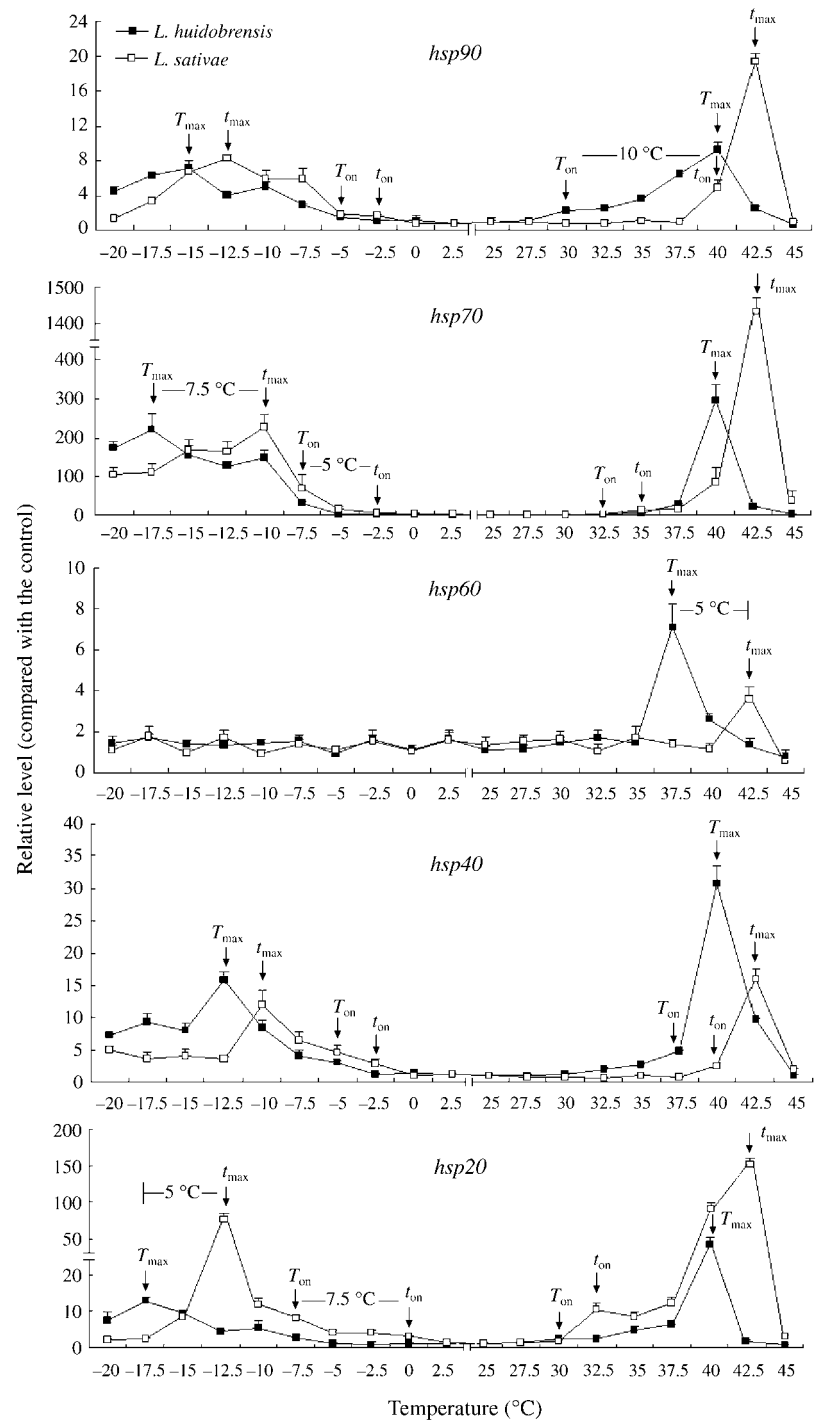 Relative level (compared with the control)
L. huidobrensis
L. sativae
hsp90
24
20
16
12
8
4
0
Tmax tmax Ton ton Ton 10 °C Tmax ton tmax
–20 –17.5 –15 –12.5 –10 –7.5 –5 –2.5 0 2.5 25 27.5 30 32.5 35 37.5 40 42.5 45
hsp70
1500
1400
400
300
200
100
0
Tmax 7.5 °C tmax Ton 5 °C ton Ton ton Tmax tmax
–20 –17.5 –15 –12.5 –10 –7.5 –5 –2.5 0 2.5 25 27.5 30 32.5 35 37.5 40 42.5 45
hsp60
10
8
6
4
2
0
Tmax 5 °C tmax
–20 –17.5 –15 –12.5 –10 –7.5 –5 –2.5 0 2.5 25 27.5 30 32.5 35 37.5 40 42.5 45
hsp40
40
35
30
25
20
15
10
5
0
Tmax tmax Ton ton Ton Tmax ton tmax
–20 –17.5 –15 –12.5 –10 –7.5 –5 –2.5 0 2.5 25 27.5 30 32.5 35 37.5 40 42.5 45
hsp20
200
150
100
50
20
10
0
Tmax 5 °C tmax Ton 7.5 °C ton Ton ton Tmax tmax
–20 –17.5 –15 –12.5 –10 –7.5 –5 –2.5 0 2.5 25 27.5 30 32.5 35 37.5 40 42.5 45
Temperature (°C)